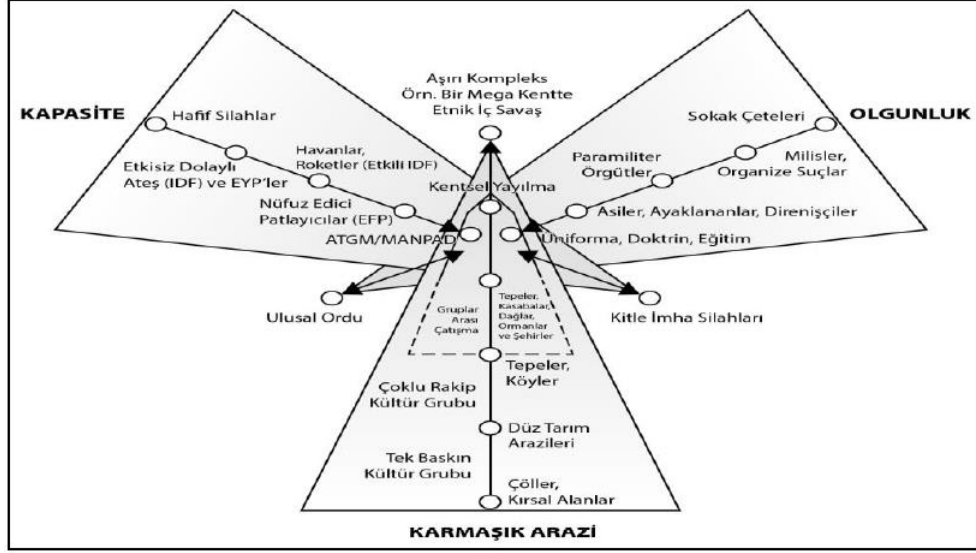 Aşırı Kompleks
Örn. Bir Mega Kentte
Etnik İç Savaş
KAPASİTE
Hafif Silahlar
Etkisiz Dolaylı
Ateş (IDF) ve EYP'ler
Havanlar,
Roketler (Etkili IDF)
Nüfuz Edici
Patlayıcılar (EFP)
ATGM/MANPAD
Ulusal Ordu
Kentsel Yayılma
OLGUNLUK
Sokak Çeteleri
Milisler,
Organize Suçlar
Paramiliter
Örgütler
Asiler, Ayaklananlar, Direnişçiler
Üniforma, Doktrin, Eğitim
Kitle İmha Silahları
Gruplar
Arası
Çatışma
Tepeler,
Kasabalar,
Dağlar,
Ormanlar
ve Şehirler
Tepeler,
Köyler
Çoklu Rakip
Kültür Grubu
Düz Tarım
Arazileri
Tek Baskın
Kültür Grubu
Çöller,
Kırsal Alanlar
KARMAŞIK ARAZİ